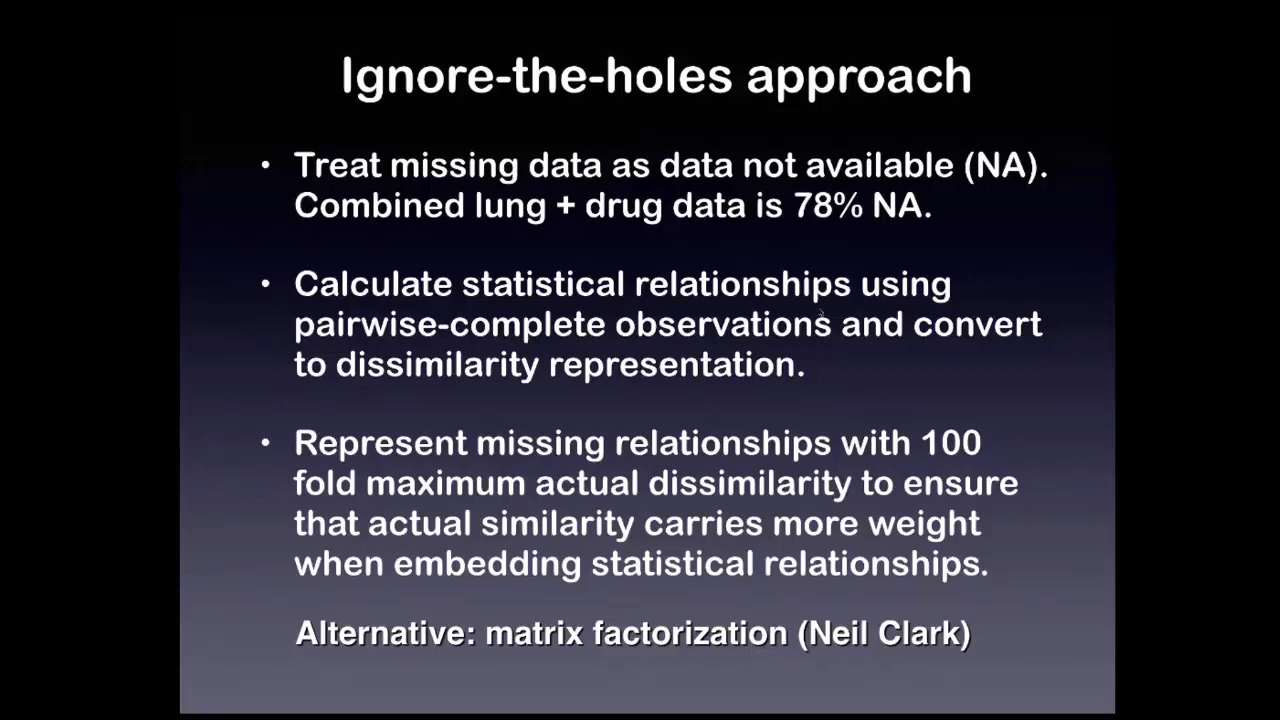 Ignore-the-holes approach
• Treat missing data as data not available (NA).
Combined lung + drug data is 78% NA.
• Calculate statistical relationships using
pairwise-complete observations and convert
to dissimilarity representation.
• Represent missing relationships with 100
fold maximum actual dissimilarity to ensure
that actual similarity carries more weight
when embedding statistical relationships.
Alternative: matrix factorization (Neil Clark)